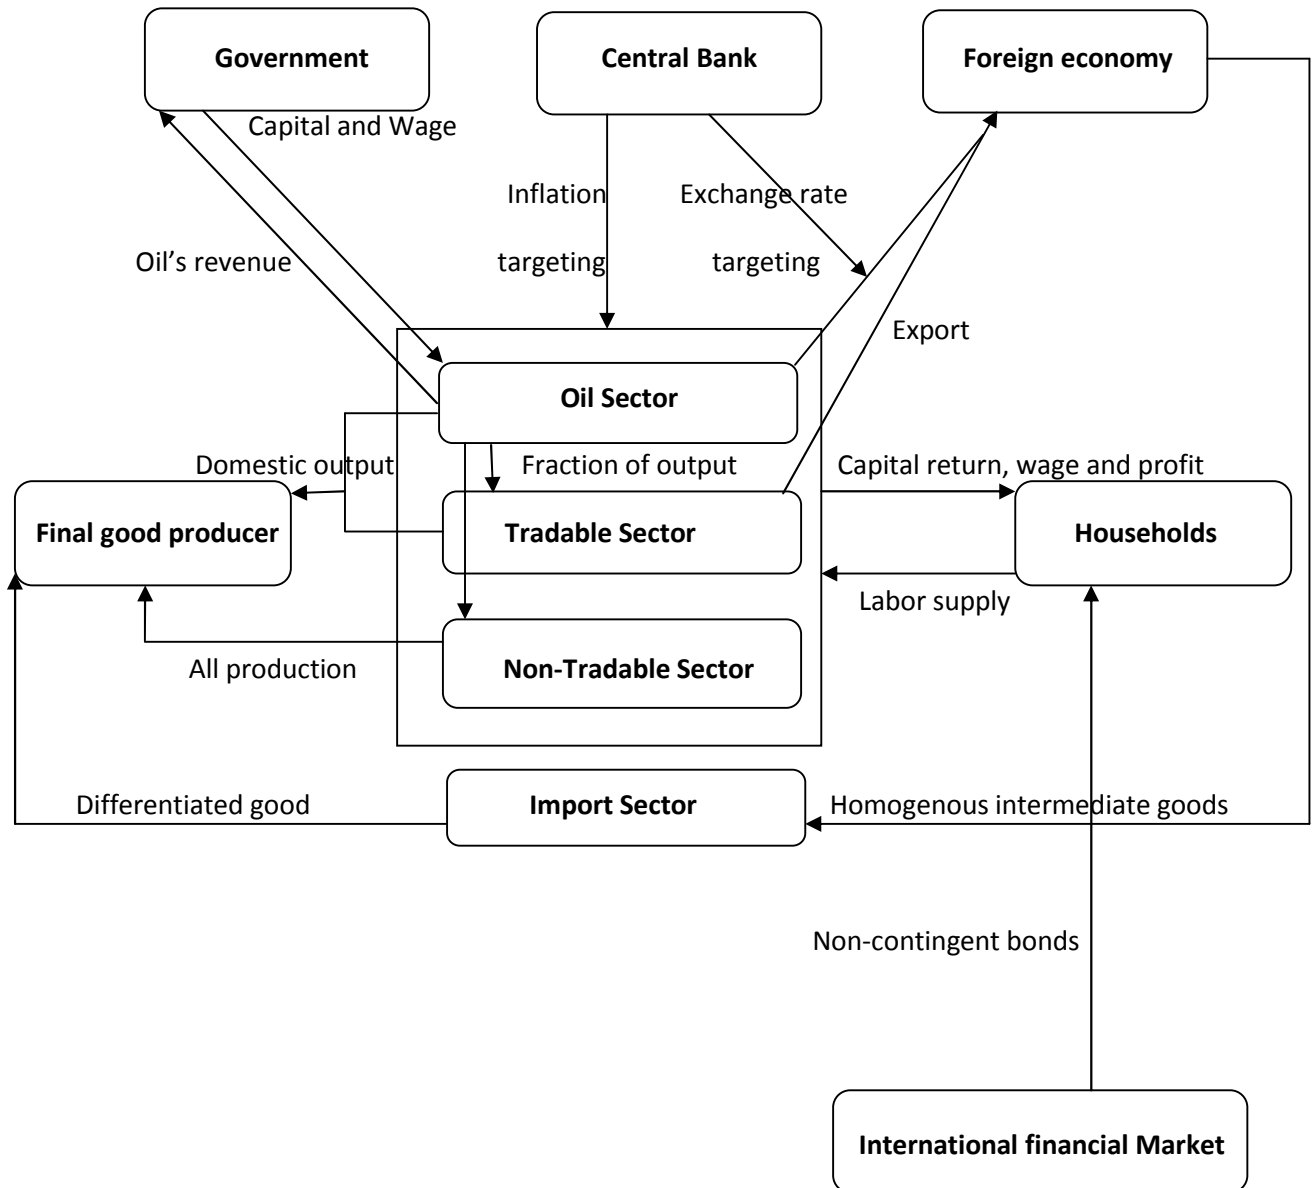 Government
Central Bank
Foreign economy
Capital and Wage
Inflation
targeting
Exchange rate
targeting
Oil’s revenue
Export
Oil Sector
Domestic output
Fraction of output
Capital return, wage and profit
Final good producer
Tradable Sector
Households
Labor supply
All production
Non-Tradable Sector
Differentiated good
Import Sector
Homogenous intermediate goods
Non-contingent bonds
International financial Market